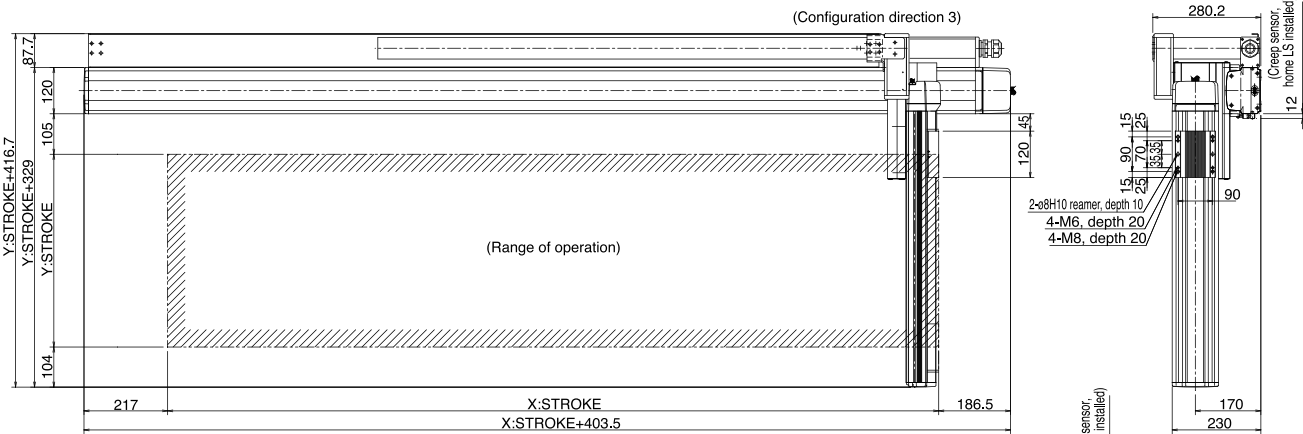 (Configuration direction 3)
280.2
(Creep sensor,
home LS installed
87.7
120
105
45
120
12
15
25
90
70
35
35
15
25
90
2-ø8H10 reamer, depth 10
4-M6, depth 20
4-M8, depth 20
Y:STROKE+416.7
Y:STROKE+329
Y:STROKE
(Range of operation)
104
217
X:STROKE
186.5
X:STROKE+403.5
sensor,
installed)
170
230